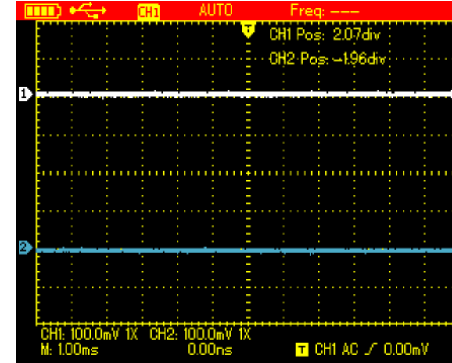 CH1 AUTO Freq: ---
T
CH1 Pos: 2.07div
CH2 Pos: -1.96div
1
2
CH1: 100.0mV 1X CH2: 100.0mV 1X
M: 1.00ms 0.00ns T CH1 AC 0.00mV